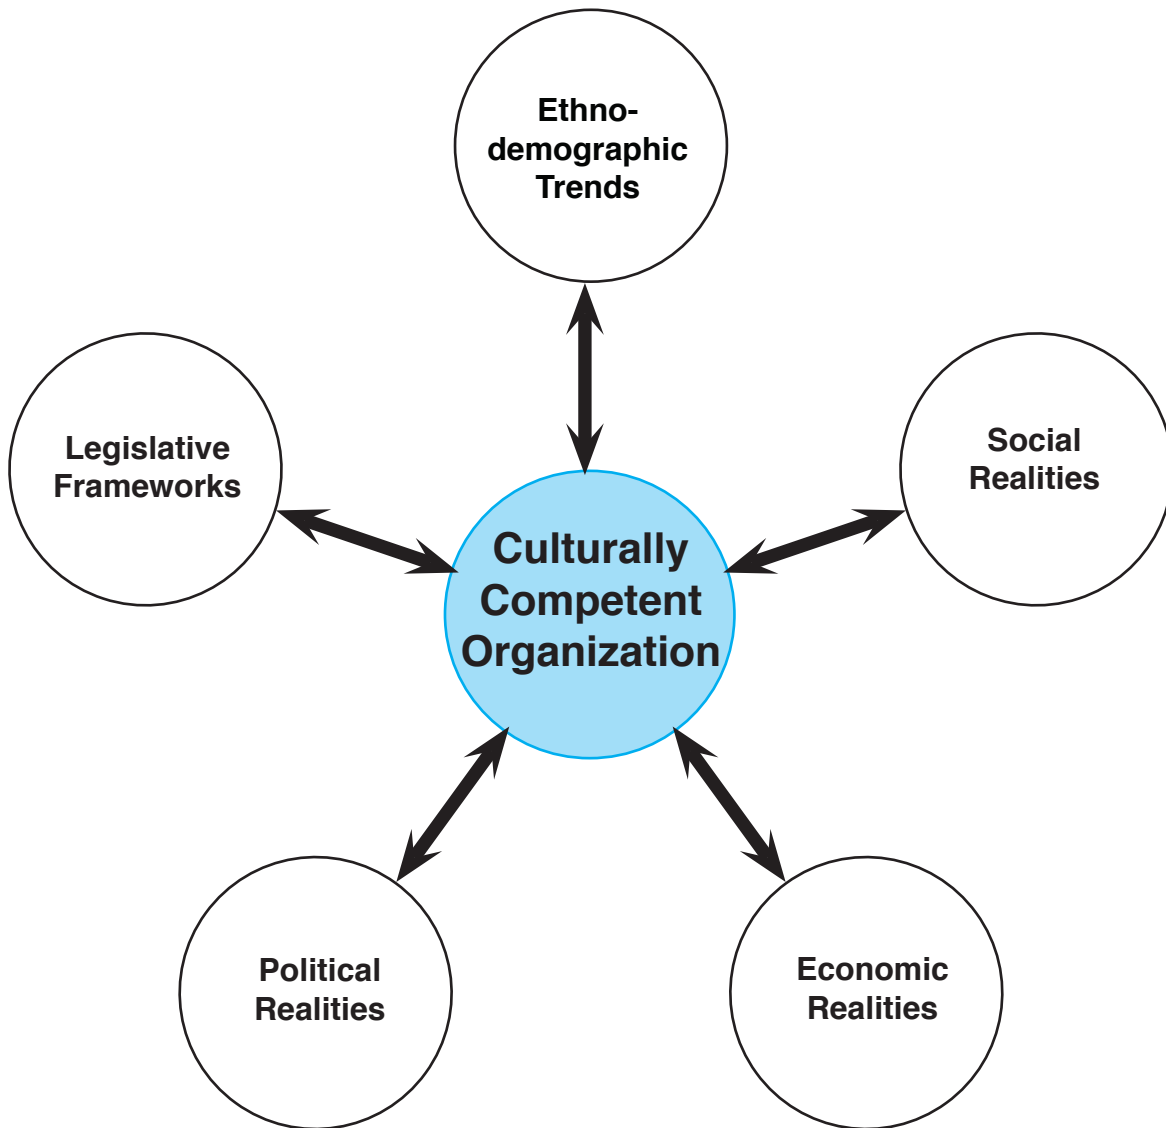 Ethno-
demographic
Trends
Legislative
Frameworks
Social
Realities
Culturally
Competent
Organization
Political
Realities
Economic
Realities